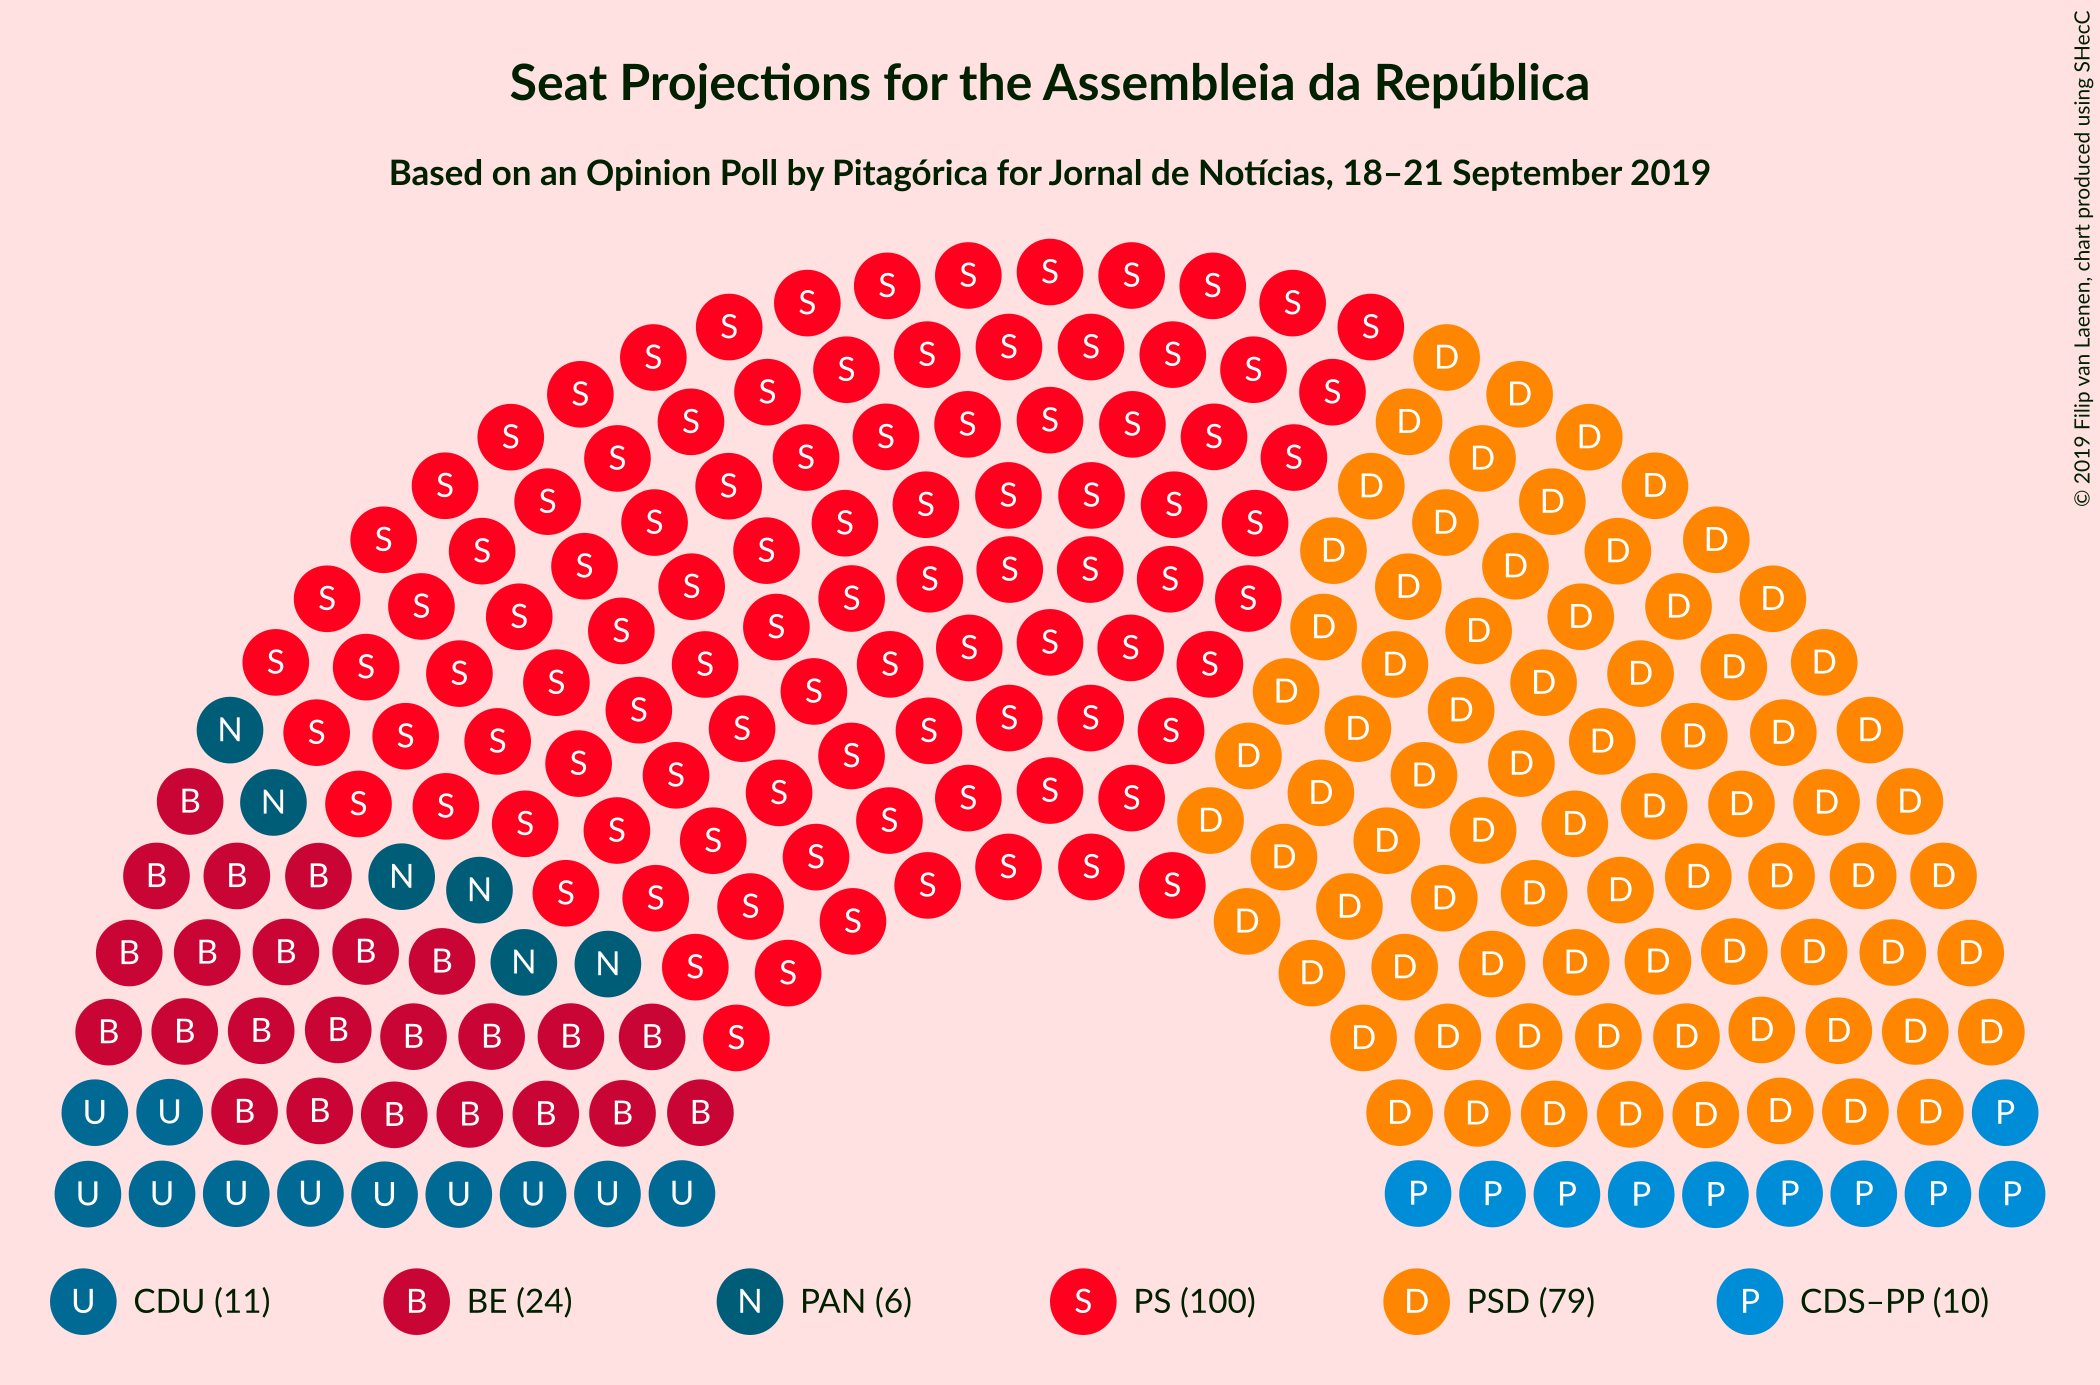 Seat Projections for the Assembleia da República
Based on an Opinion Poll by Pitagórica for Jornal de Notícias, 18–21 September 2019
© 2019 Filip van Laenen, chart produced using SHecC
S S S S S S S S S
S S S S S S S S D
S S S S S S S S S D D
S S S S S S S S S D D D
S S S S S S S S S D D D D
S S S S S S S S S D D D D D
S S S S S S S S S D D D D D D
S S S S S S S S S D D D D D D D
N S S S S S S S S S D D D D D D D D
B N S S S S S S S S S D D D D D D D D D
B B B N N S S S S S S S D D D D D D D D D
B B B B B N N S S D D D D D D D D D
B B B B B B B B S D D D D D D D D D
U U B B B B B B B D D D D D D D D P
U U U U U U U U U P P P P P P P P P
U CDU (11) B BE (24) N PAN (6) S PS (100) D PSD (79) P CDS–PP (10)